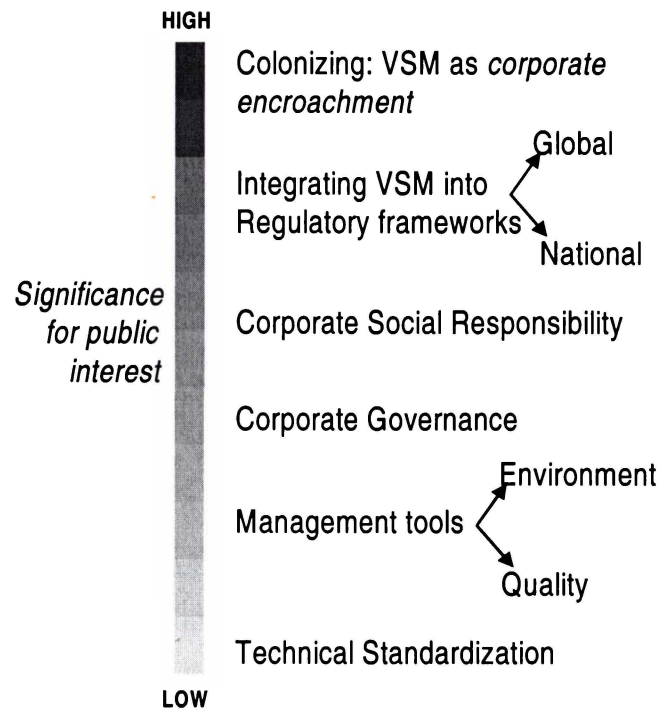 HIGH
Colonizing: VSM as corporate
encroachment
Global
Integrating VSM into
Regulatory frameworks
National
Significance
for public
interest
Corporate Social Responsibility
Corporate Governance
Environment
Management tools
Quality
Technical Standardization
LOW